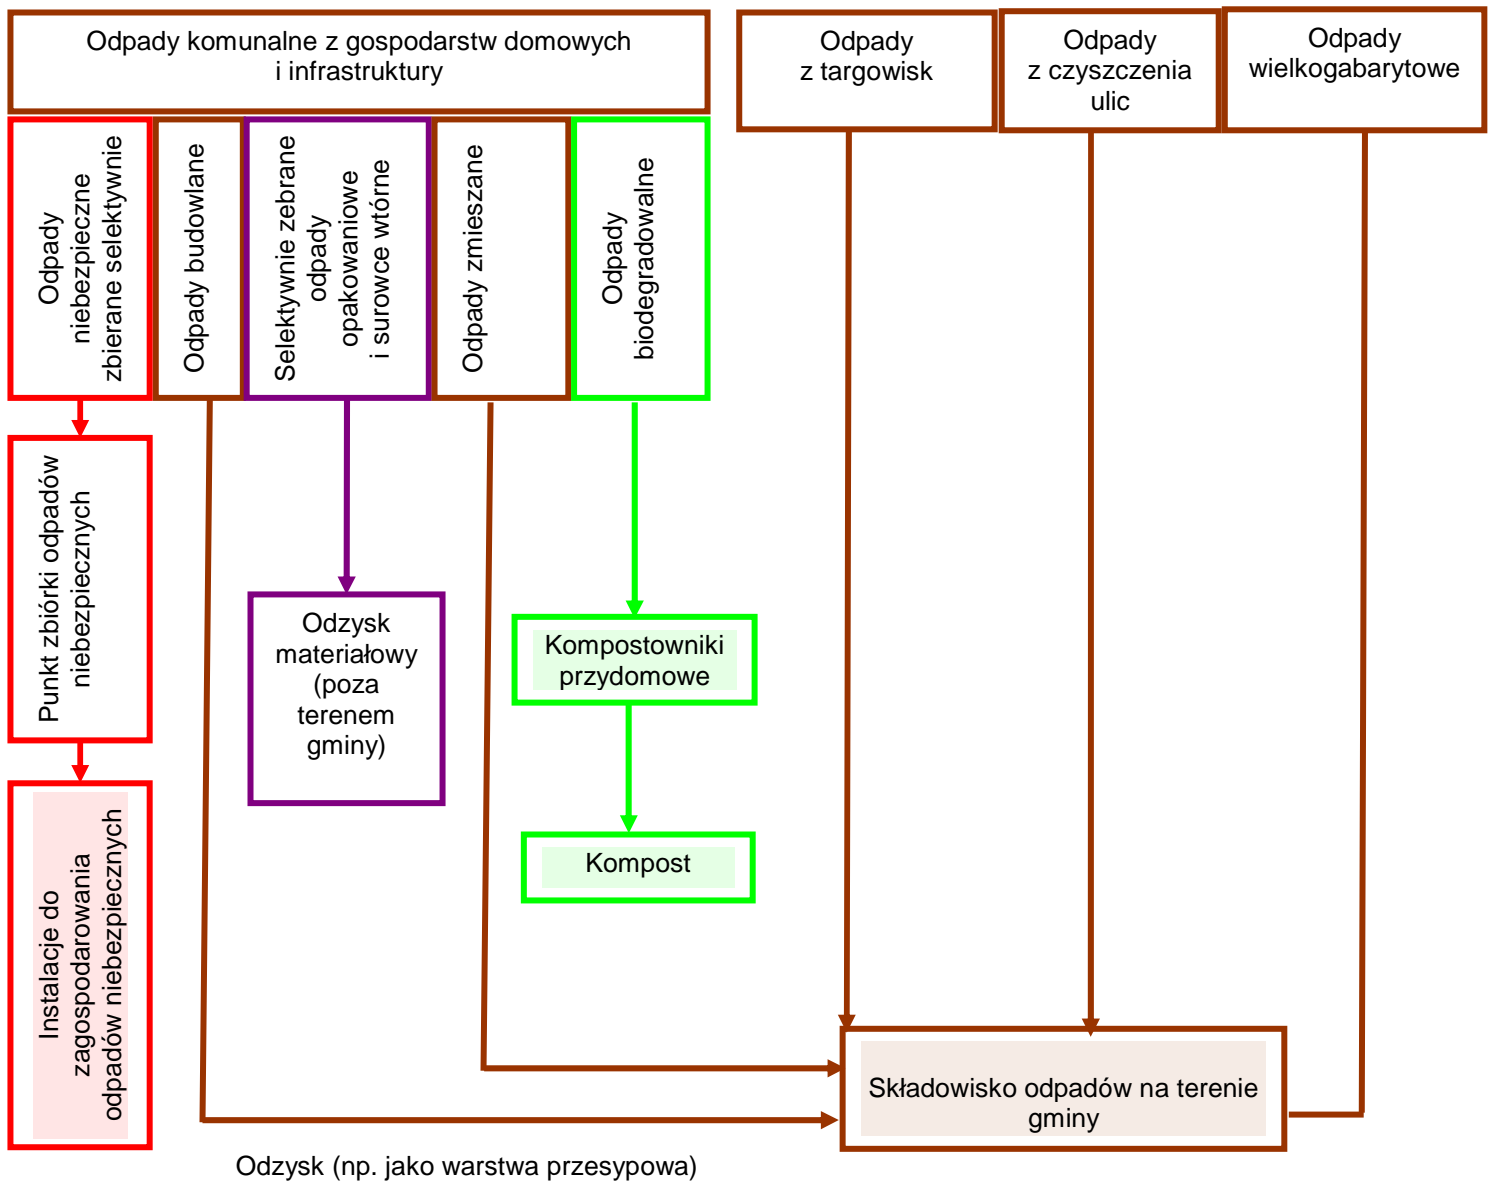 Odpady komunalne z gospodarstw domowych
i infrastruktury
Odpady
z targowisk
Odpady
z czyszczenia
ulic
Odpady
wielkogabarytowe
Odpady
niebezpieczne
zbierane selektywnie
Odpady budowlane
Selektywnie zebrane
odpady
opakowaniowe
i surowce wtórne
Odpady zmieszane
Odpady
biodegradowalne
Punkt zbiórki odpadów
niebezpiecznych
Odzysk
materiałowy
(poza
terenem
gminy)
Kompostowniki
przydomowe
Instalacje do
zagospodarowania
odpadów niebezpiecznych
Kompost
Składowisko odpadów na terenie
gminy
Odzysk (np. jako warstwa przesypowa)